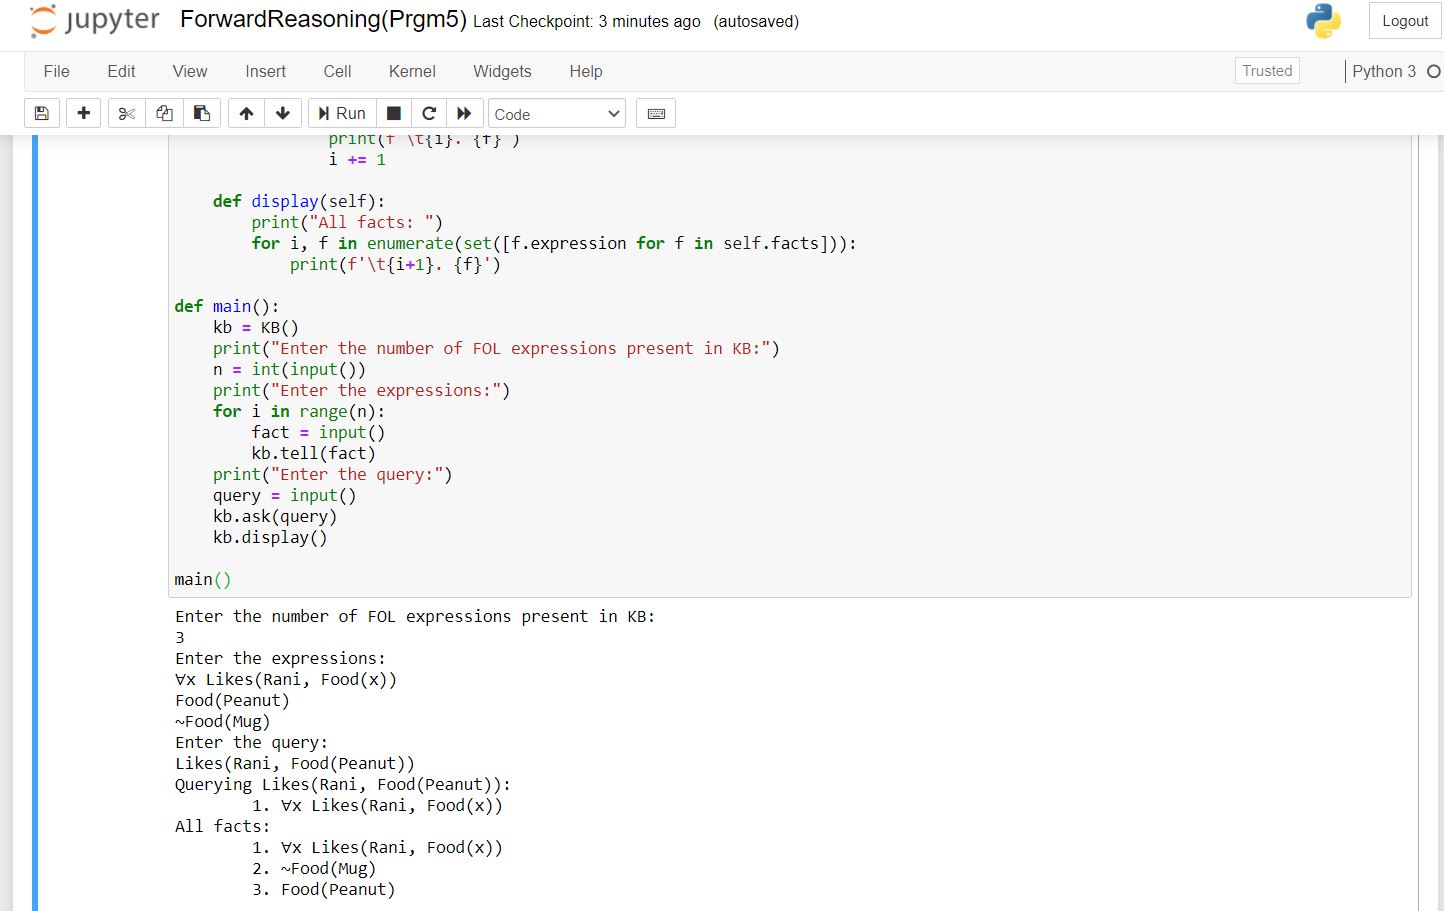 jupyter ForwardReasoning(Prgm5) Last Checkpoint: 3 minutes ago (autosaved) Logout
File Edit View Insert Cell Kernel Widgets Help Trusted Python 3
Run Code
print(f'\t{i}. {f}')
i += 1
def display(self):
print("All facts: ")
for i, f in enumerate(set([f.expression for f in self.facts])):
print(f'\t{i+1}. {f}')
def main():
kb = KB()
print("Enter the number of FOL expressions present in KB:")
n = int(input())
print("Enter the expressions:")
for i in range(n):
fact = input()
kb.tell(fact)
print("Enter the query:")
query = input()
kb.ask(query)
kb.display()
main()
Enter the number of FOL expressions present in KB:
3
Enter the expressions:
∀x Likes(Rani, Food(x))
Food(Peanut)
~Food(Mug)
Enter the query:
Likes(Rani, Food(Peanut))
Querying Likes(Rani, Food(Peanut)):
1. ∀x Likes(Rani, Food(x))
All facts:
1. ∀x Likes(Rani, Food(x))
2. ~Food(Mug)
3. Food(Peanut)